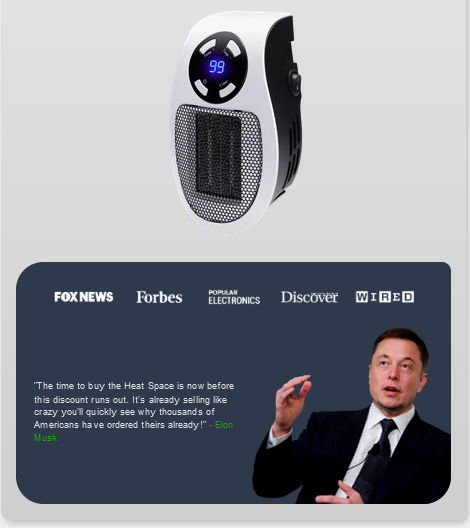 99
FOX NEWS Forbes POPULAR ELECTRONICS Discover WIRED
"The time to buy the Heat Space is now before
this discount runs out. It's already selling like
crazy you'll quickly see why thousands of
Americans have ordered theirs already!" - Elon
Musk